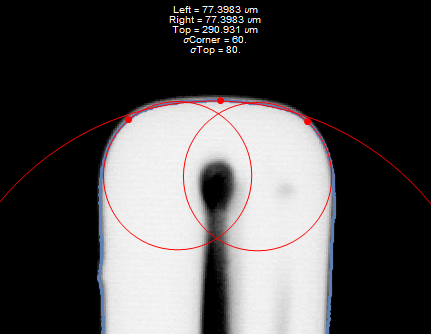 Left = 77.3983 um
Right = 77.3983 um
Top = 290.931 um
σCorner = 60.
σTop = 80.